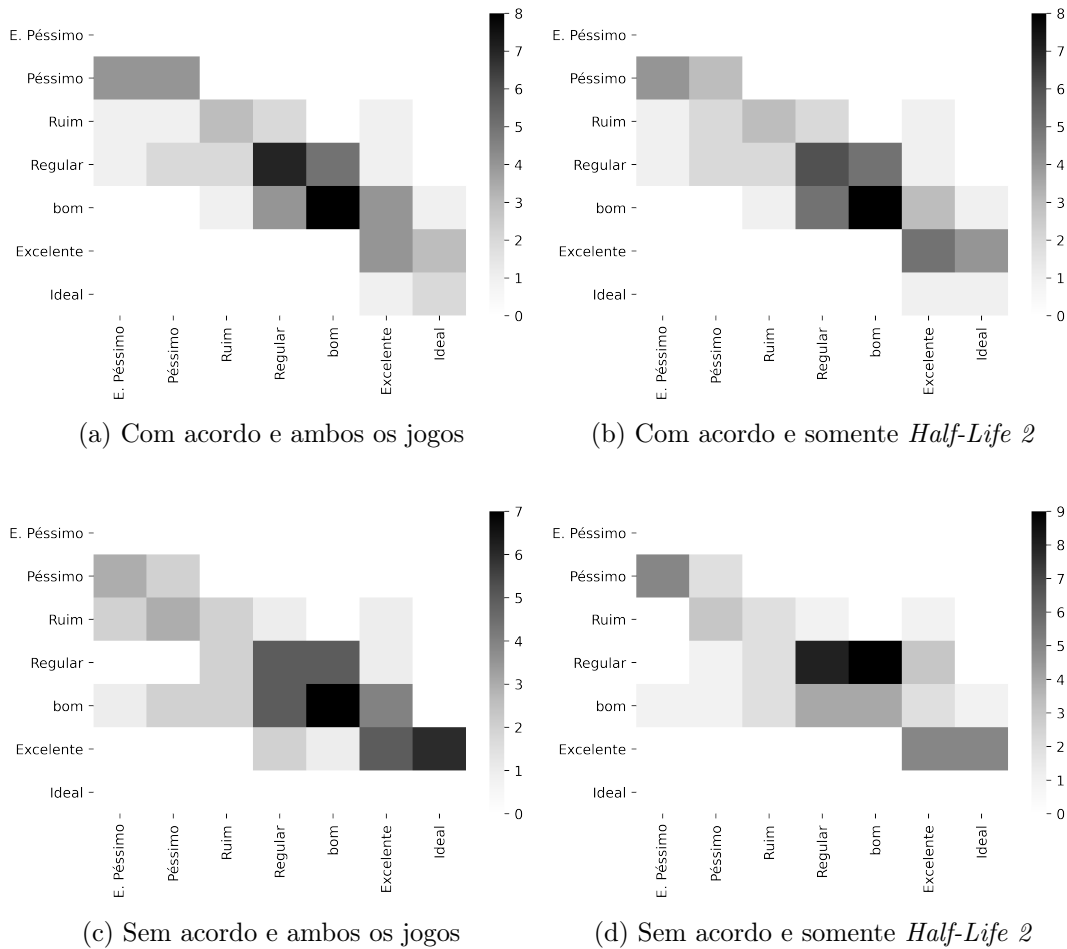 E. Péssimo
Péssimo
Ruim
Regular
bom
Excelente
Ideal
E. Péssimo
Péssimo
Ruim
Regular
bom
Excelente
Ideal
8
7
6
5
4
3
2
1
0
(a) Com acordo e ambos os jogos
E. Péssimo
Péssimo
Ruim
Regular
bom
Excelente
Ideal
E. Péssimo
Péssimo
Ruim
Regular
bom
Excelente
Ideal
8
7
6
5
4
3
2
1
0
(b) Com acordo e somente Half-Life 2
E. Péssimo
Péssimo
Ruim
Regular
bom
Excelente
Ideal
E. Péssimo
Péssimo
Ruim
Regular
bom
Excelente
Ideal
7
6
5
4
3
2
1
0
(c) Sem acordo e ambos os jogos
E. Péssimo
Péssimo
Ruim
Regular
bom
Excelente
Ideal
E. Péssimo
Péssimo
Ruim
Regular
bom
Excelente
Ideal
9
8
7
6
5
4
3
2
1
0
(d) Sem acordo e somente Half-Life 2